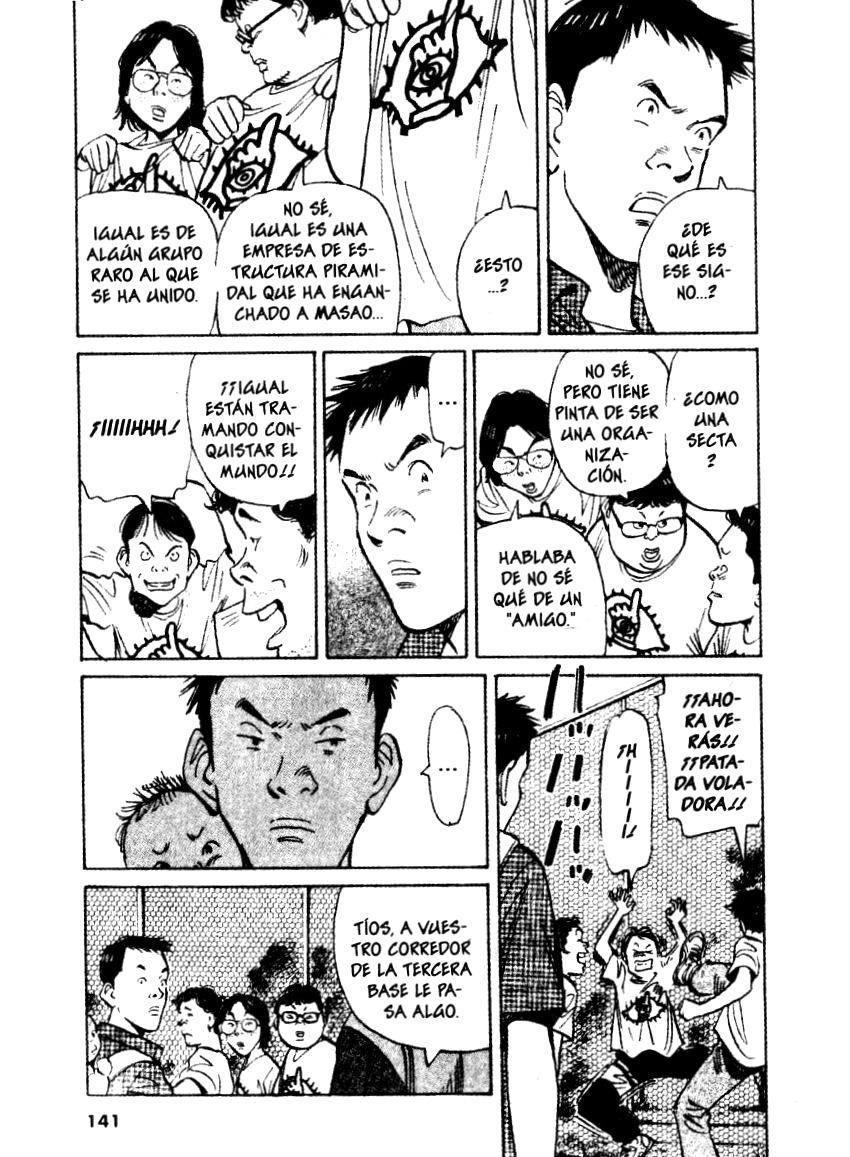 ¿DE
QUÉ ES
ESE SIG-
NO...?
¿ESTO
...?
NO SÉ,
IGUAL ES UNA
EMPRESA DE ES-
TRUCTURA PIRAMI-
DAL QUE HA ENGAN-
CHADO A MASAO...
IGUAL ES DE
ALGÚN GRUPO
RARO AL QUE
SE HA UNIDO.
¿COMO
UNA
SECTA
?
NO SÉ,
PERO TIENE
PINTA DE SER
UNA ORGA-
NIZA-
CIÓN.
HABLABA
DE NO SÉ
QUÉ DE UN
"AMIGO."
...
¡¡IGUAL
ESTÁN TRA-
MANDO CON-
QUISTAR EL
MUNDO!!
¡IIIIIHHH!
¡¡AHO-
RA VE-
RÁS!!
¡¡PATA-
DA VOLA-
DORA!!
¡HIIIII!
...
TÍOS, A VUES-
TRO CORREDOR
DE LA TERCERA
BASE LE PA-
SA ALGO.
141